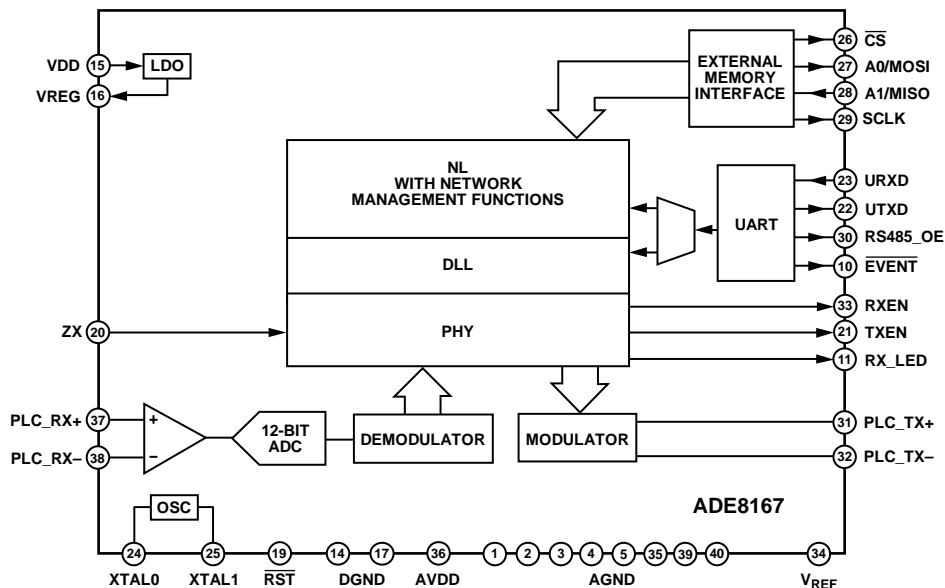 VDD 15 LDO
VREG 16
EXTERNAL
MEMORY
INTERFACE
26 C̅S̅
27 A0/MOSI
28 A1/MISO
29 SCLK
NL
WITH NETWORK
MANAGEMENT FUNCTIONS
DLL
PHY
UART
23 URXD
22 UTXD
30 RS485_OE
10 E̅V̅E̅N̅T̅
ZX 20
33 RXEN
21 TXEN
11 RX_LED
PLC_RX+ 37
PLC_RX– 38
+
–
12-BIT
ADC
DEMODULATOR
MODULATOR
31 PLC_TX+
32 PLC_TX–
ADE8167
OSC
24 25 19 14 17 36 1 2 3 4 5 35 39 40 34
XTAL0 XTAL1 R̅S̅T̅ DGND AVDD AGND VREF